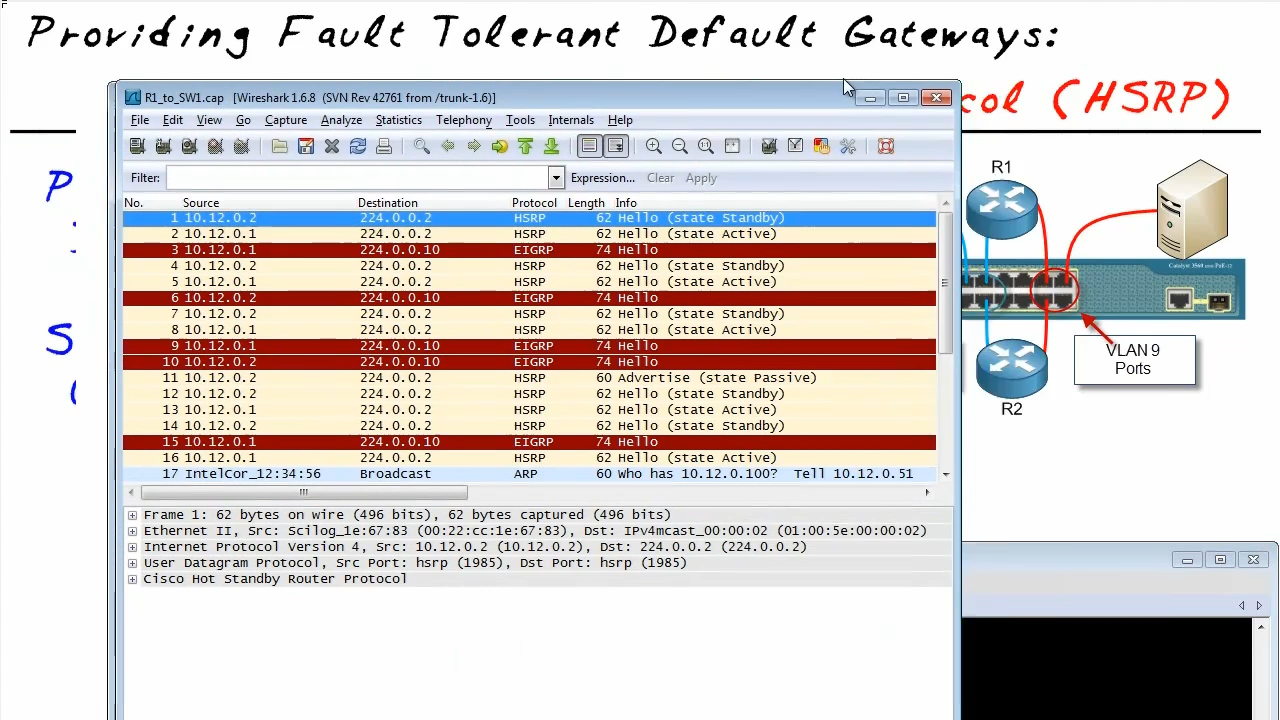 Providing Fault Tolerant Default Gateways:
col (HSRP)
P
S
(
R1_to_SW1.cap [Wireshark 1.6.8 (SVN Rev 42761 from /trunk-1.6)]
File Edit View Go Capture Analyze Statistics Telephony Tools Internals Help
Filter: Expression... Clear Apply
No. Source Destination Protocol Length Info
1 10.12.0.2 224.0.0.2 HSRP 62 Hello (state Standby)
2 10.12.0.1 224.0.0.2 HSRP 62 Hello (state Active)
3 10.12.0.1 224.0.0.10 EIGRP 74 Hello
4 10.12.0.2 224.0.0.2 HSRP 62 Hello (state Standby)
5 10.12.0.1 224.0.0.2 HSRP 62 Hello (state Active)
6 10.12.0.2 224.0.0.10 EIGRP 74 Hello
7 10.12.0.2 224.0.0.2 HSRP 62 Hello (state Standby)
8 10.12.0.1 224.0.0.2 HSRP 62 Hello (state Active)
9 10.12.0.1 224.0.0.10 EIGRP 74 Hello
10 10.12.0.2 224.0.0.10 EIGRP 74 Hello
11 10.12.0.2 224.0.0.2 HSRP 60 Advertise (state Passive)
12 10.12.0.2 224.0.0.2 HSRP 62 Hello (state Standby)
13 10.12.0.1 224.0.0.2 HSRP 62 Hello (state Active)
14 10.12.0.2 224.0.0.2 HSRP 62 Hello (state Standby)
15 10.12.0.1 224.0.0.10 EIGRP 74 Hello
16 10.12.0.1 224.0.0.2 HSRP 62 Hello (state Active)
17 IntelCor_12:34:56 Broadcast ARP 60 Who has 10.12.0.100? Tell 10.12.0.51
Frame 1: 62 bytes on wire (496 bits), 62 bytes captured (496 bits)
Ethernet II, Src: Scilog_1e:67:83 (00:22:cc:1e:67:83), Dst: IPv4mcast_00:00:02 (01:00:5e:00:00:02)
Internet Protocol Version 4, Src: 10.12.0.2 (10.12.0.2), Dst: 224.0.0.2 (224.0.0.2)
User Datagram Protocol, Src Port: hsrp (1985), Dst Port: hsrp (1985)
Cisco Hot Standby Router Protocol
R1
VLAN 9
Ports
R2